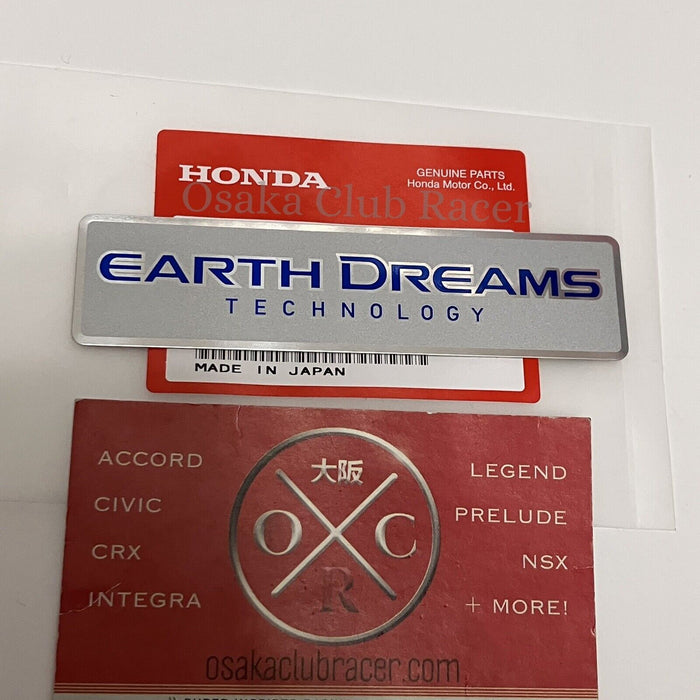 HONDA
GENUINE PARTS
Honda Motor Co., Ltd.
Osaka Club Racer
EARTH DREAMS
TECHNOLOGY
MADE IN JAPAN
ACCORD
CIVIC
CRX
INTEGRA
大阪
O C
R
LEGEND
PRELUDE
NSX
+ MORE!
osakaclubracer.com